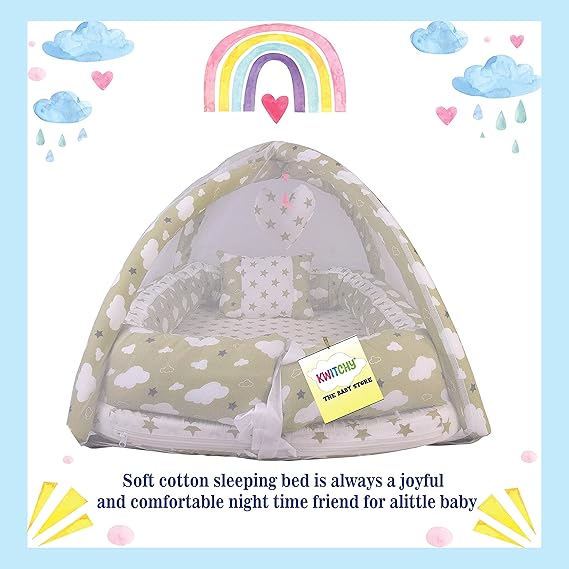 KWITCHY
THE BABY STORE
Soft cotton sleeping bed is always a joyful
and comfortable night time friend for alittle baby